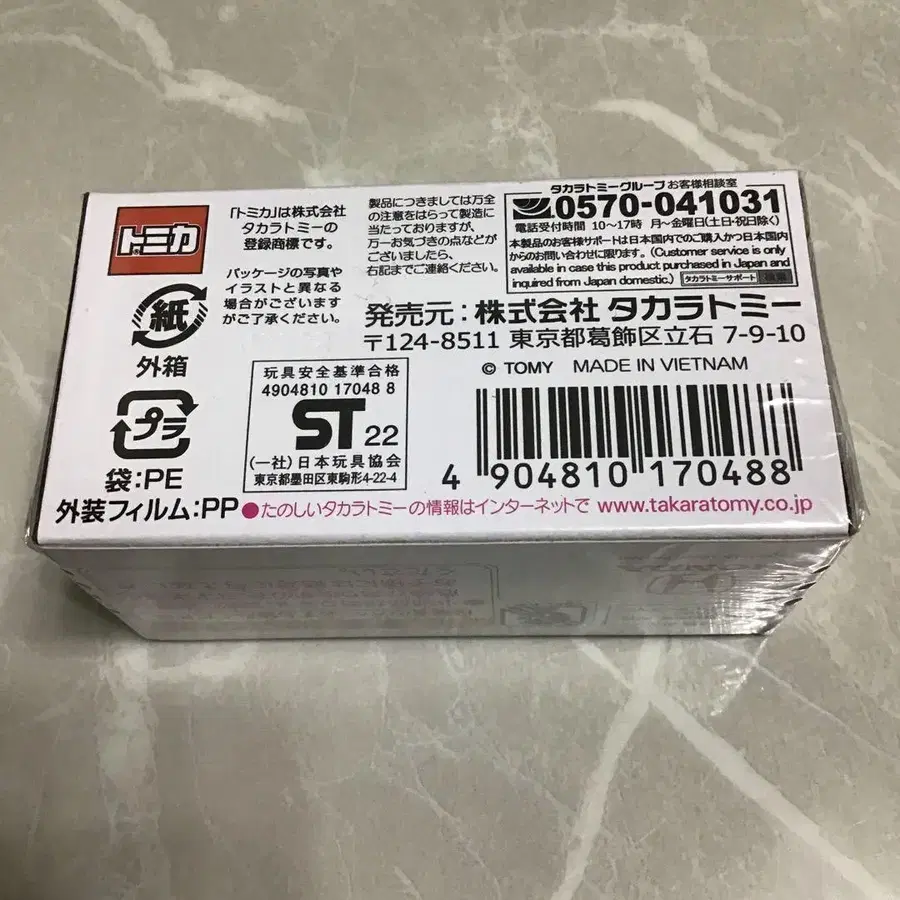 トミカ
「トミカ」は株式会社
タカラトミーの
登録商標です。
パッケージの写真や
イラストと異なる
場合がございます
がご了承ください。
製品につきましては万全
の注意をはらって製造に
当たっておりますが、
万一お気づきの点などが
ございましたら、
右記までご連絡ください。
タカラトミーグループ お客様相談室
0570-041031
電話受付時間 10〜17時 月〜金曜日(土日・祝日除く)
本製品のお客様サポートは日本国内でのご購入かつ日本国内
からのお問い合わせに限ります。(Customer service is only
available in case this product purchased in Japan and
inquired from Japan domestic.) タカラトミーサポート
発売元:株式会社 タカラトミー
〒124-8511 東京都葛飾区立石 7-9-10
© TOMY MADE IN VIETNAM
紙
外箱
プラ
袋:PE
外装フィルム:PP
玩具安全基準合格
4904810 17048 8
ST 22
(一社)日本玩具協会
東京都墨田区東駒形4-22-4
4 904810 170488
●たのしいタカラトミーの情報はインターネットで www.takaratomy.co.jp